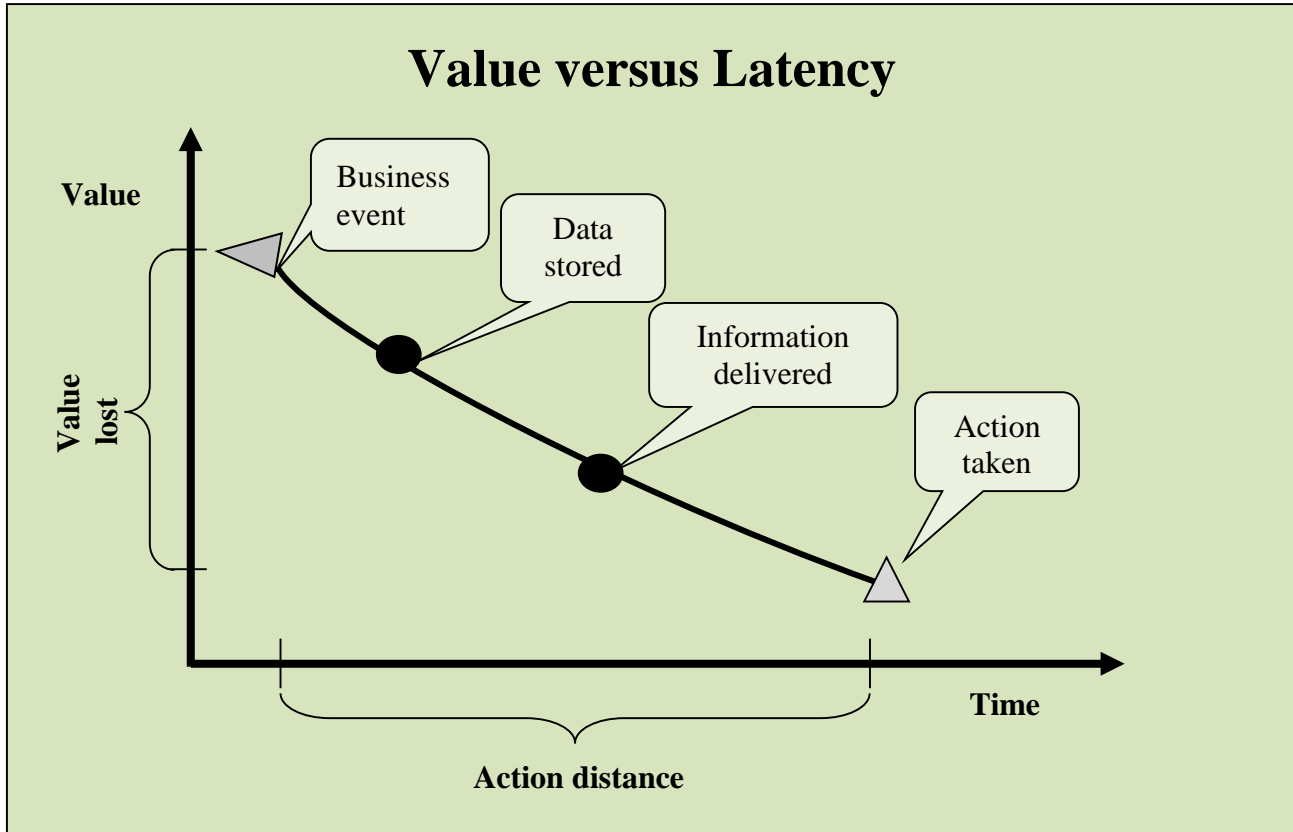 Value versus Latency
Value
Business
event
Data
stored
Information
delivered
Action
taken
Value
lost
Time
Action distance